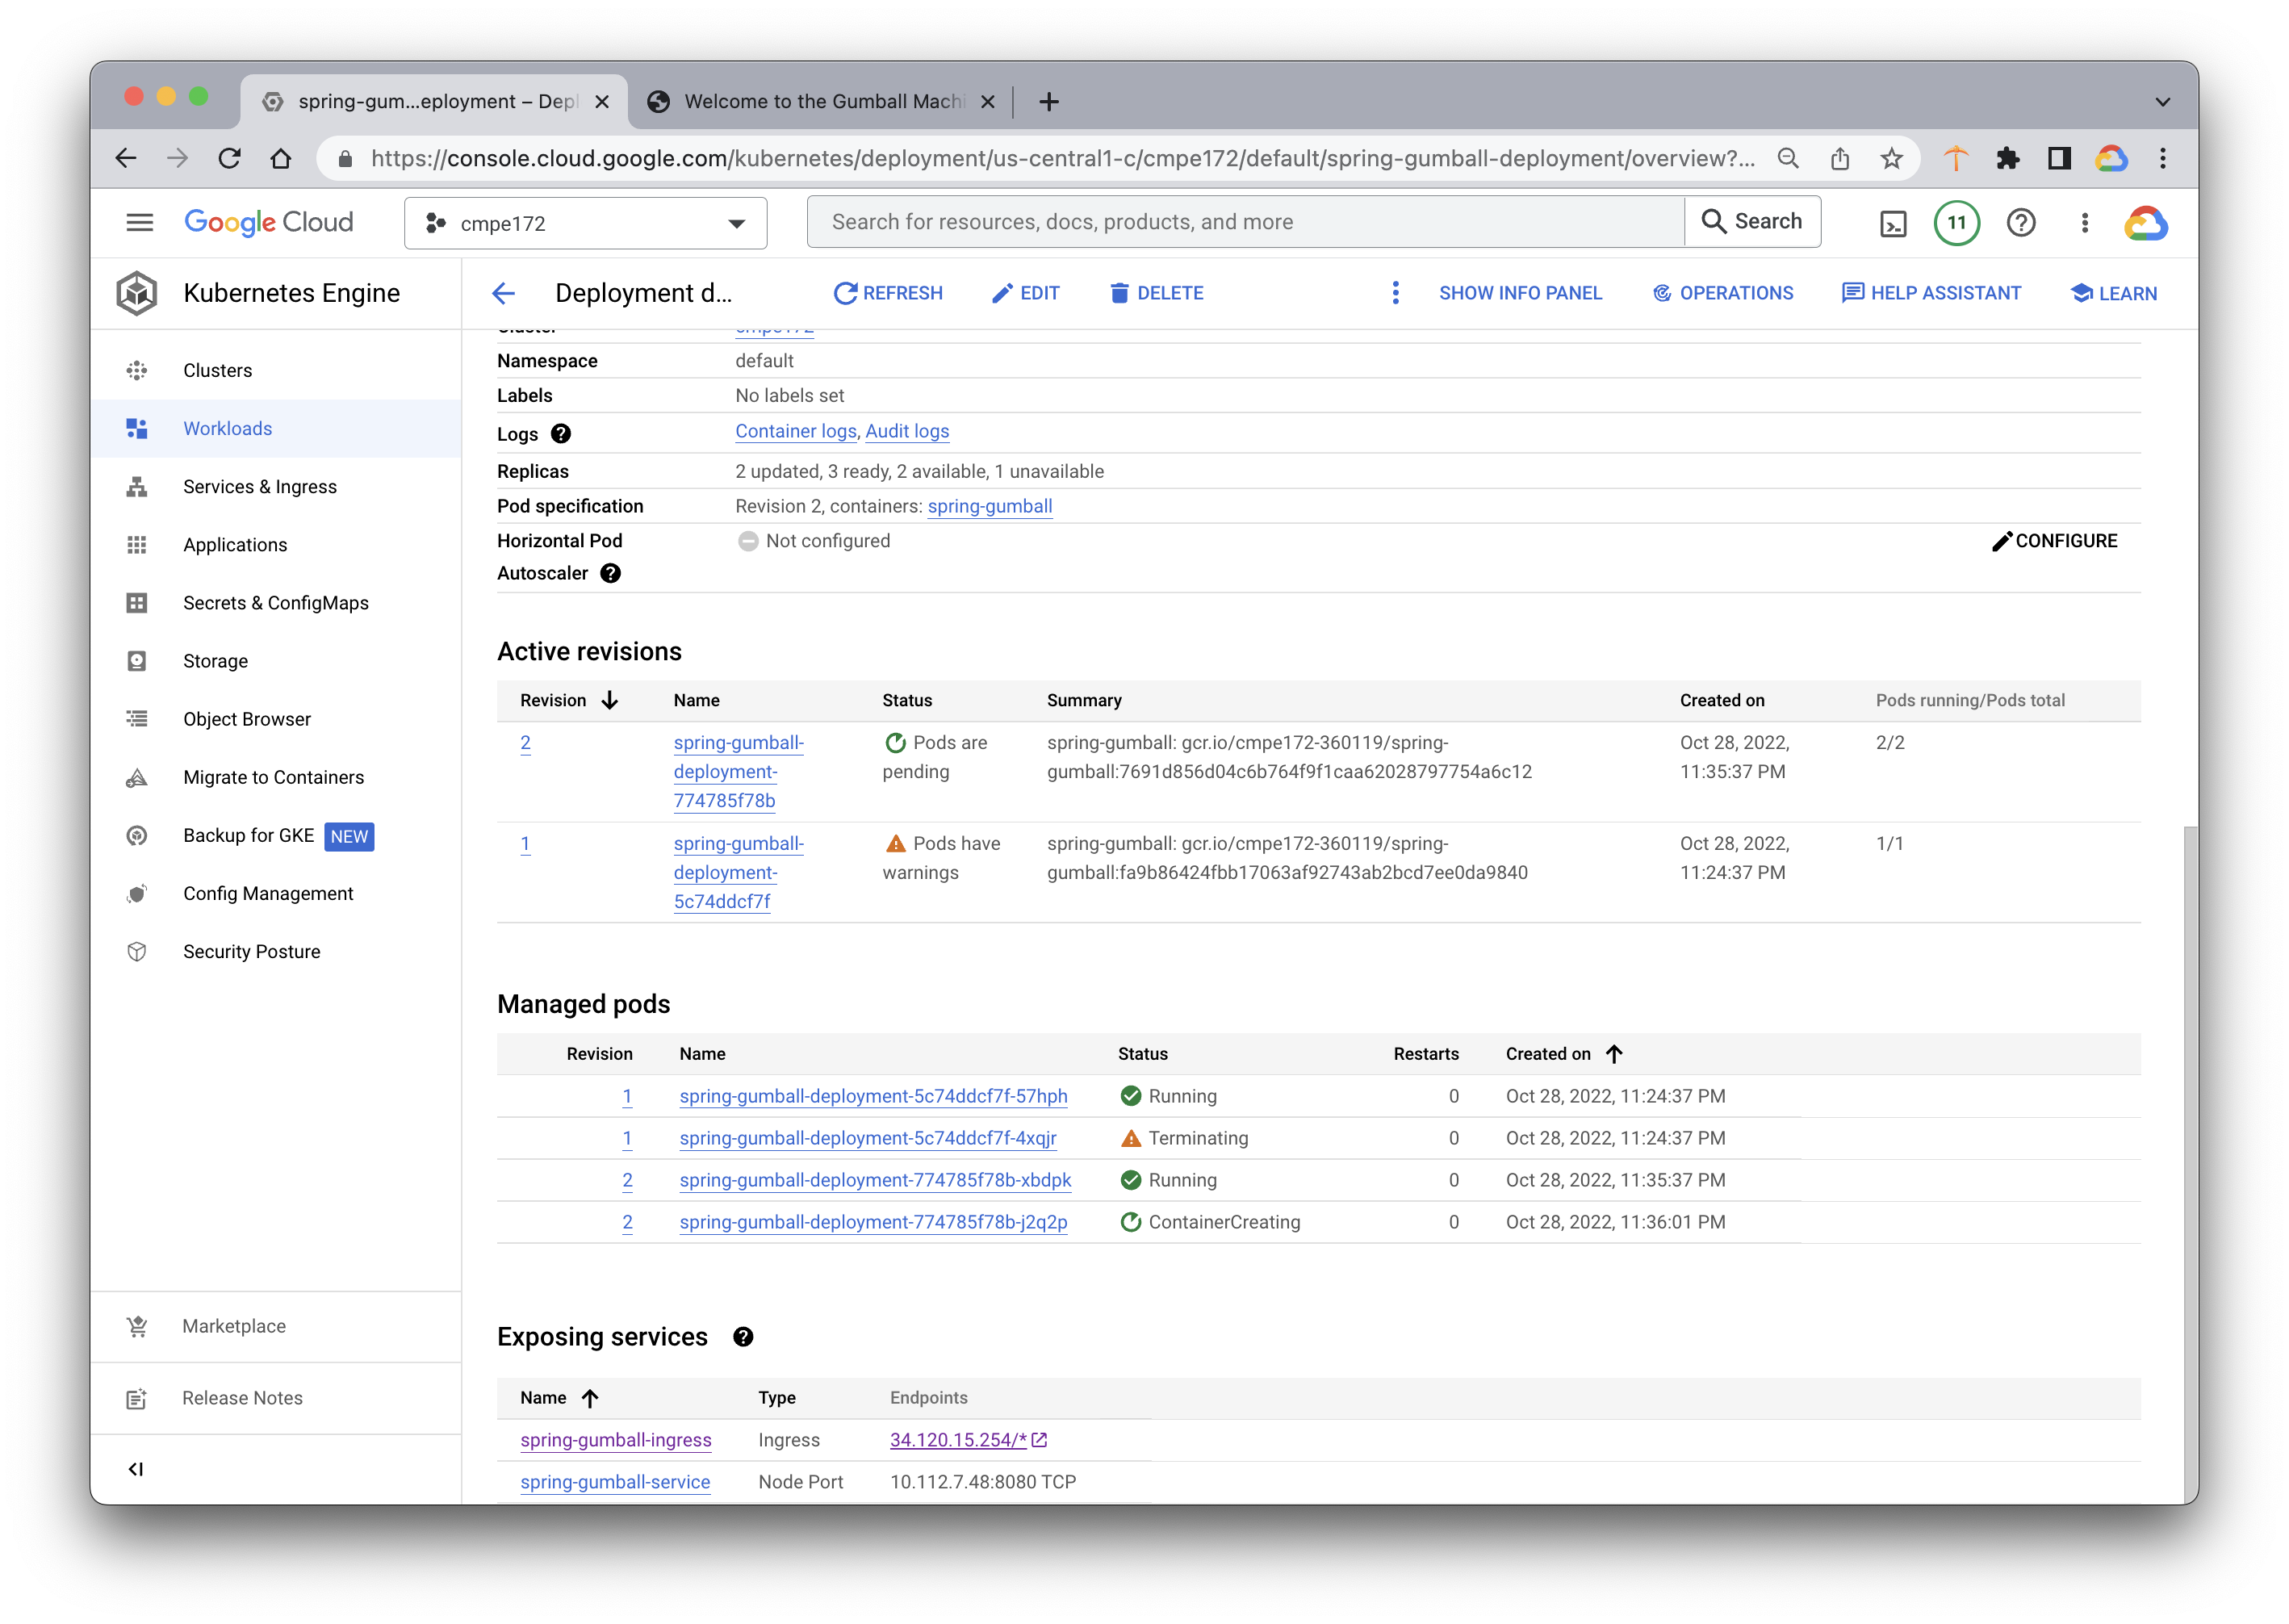 spring-gum...eployment – Depl
Welcome to the Gumball Machi
https://console.cloud.google.com/kubernetes/deployment/us-central1-c/cmpe172/default/spring-gumball-deployment/overview?...
Google Cloud
cmpe172
Search for resources, docs, products, and more
Search
11
Kubernetes Engine
Deployment d...
REFRESH
EDIT
DELETE
SHOW INFO PANEL
OPERATIONS
HELP ASSISTANT
LEARN
Clusters
Workloads
Services & Ingress
Applications
Secrets & ConfigMaps
Storage
Object Browser
Migrate to Containers
Backup for GKE NEW
Config Management
Security Posture
Marketplace
Release Notes
Cluster cmpe172
Namespace default
Labels No labels set
Logs Container logs, Audit logs
Replicas 2 updated, 3 ready, 2 available, 1 unavailable
Pod specification Revision 2, containers: spring-gumball
Horizontal Pod Not configured CONFIGURE
Autoscaler
Active revisions
Revision Name Status Summary Created on Pods running/Pods total
2 spring-gumball- Pods are spring-gumball: gcr.io/cmpe172-360119/spring- Oct 28, 2022, 2/2
deployment- pending gumball:7691d856d04c6b764f9f1caa62028797754a6c12 11:35:37 PM
774785f78b
1 spring-gumball- Pods have spring-gumball: gcr.io/cmpe172-360119/spring- Oct 28, 2022, 1/1
deployment- warnings gumball:fa9b86424fbb17063af92743ab2bcd7ee0da9840 11:24:37 PM
5c74ddcf7f
Managed pods
Revision Name Status Restarts Created on
1 spring-gumball-deployment-5c74ddcf7f-57hph Running 0 Oct 28, 2022, 11:24:37 PM
1 spring-gumball-deployment-5c74ddcf7f-4xqjr Terminating 0 Oct 28, 2022, 11:24:37 PM
2 spring-gumball-deployment-774785f78b-xbdpk Running 0 Oct 28, 2022, 11:35:37 PM
2 spring-gumball-deployment-774785f78b-j2q2p ContainerCreating 0 Oct 28, 2022, 11:36:01 PM
Exposing services
Name Type Endpoints
spring-gumball-ingress Ingress 34.120.15.254/*
spring-gumball-service Node Port 10.112.7.48:8080 TCP